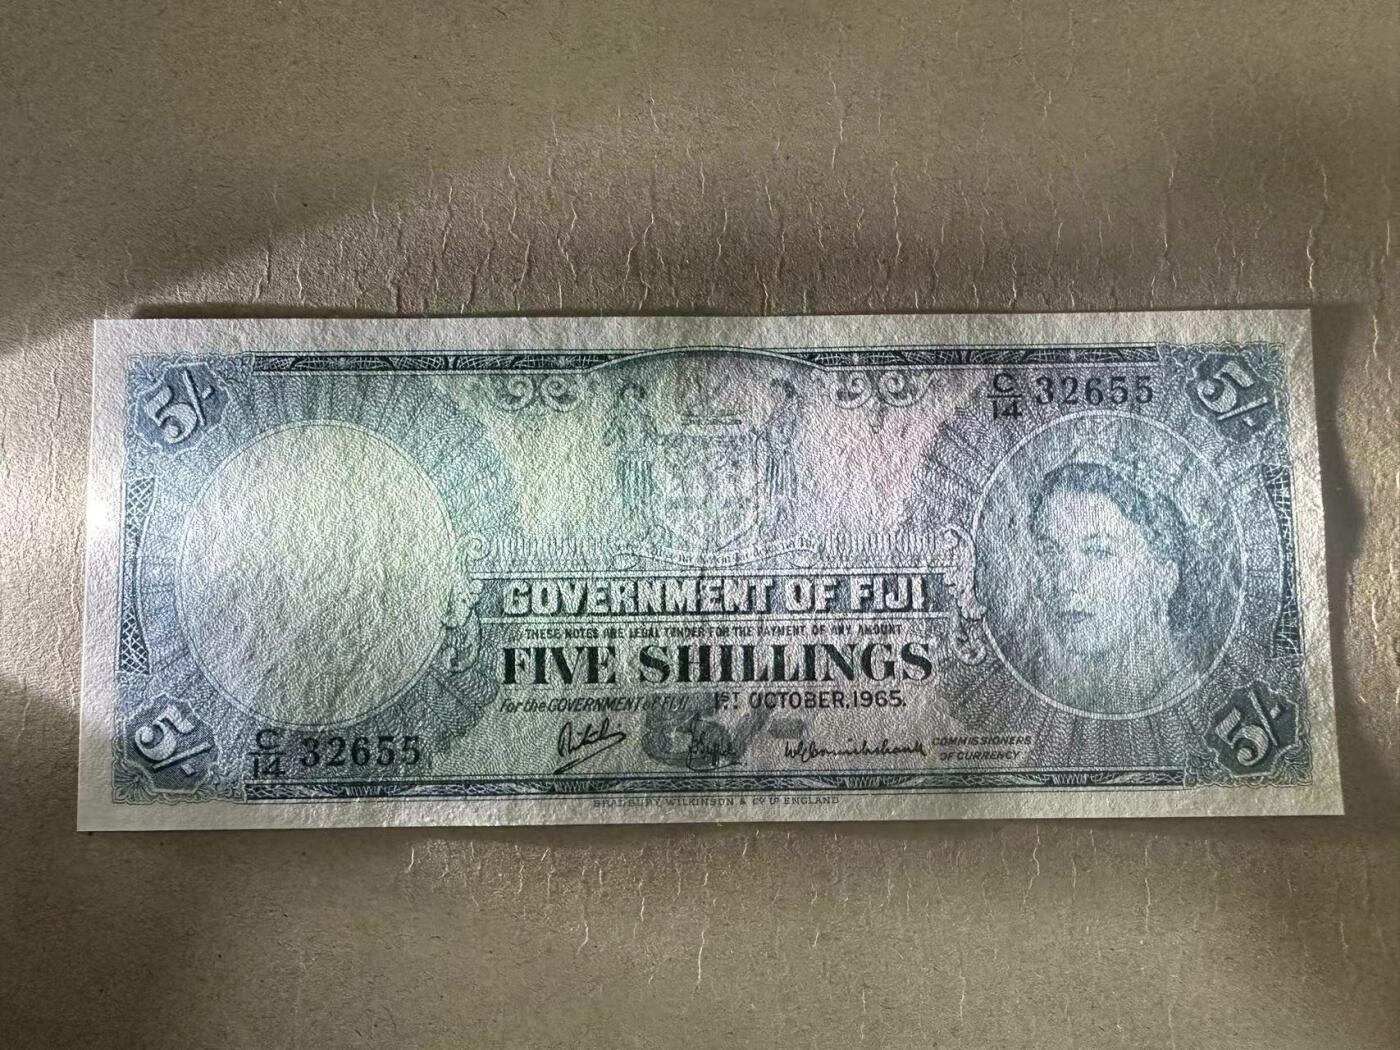 5/-
C/14 32655
5/-
GOVERNMENT OF FIJI
THESE NOTES ARE LEGAL TENDER FOR THE PAYMENT OF ANY AMOUNT
FIVE SHILLINGS
For the GOVERNMENT of FIJI 1ST OCTOBER, 1965.
5/-
C/14 32655
5/-
COMMISSIONERS
OF CURRENCY
5/-
BRADBURY, WILKINSON & Co. Ld. ENGLAND